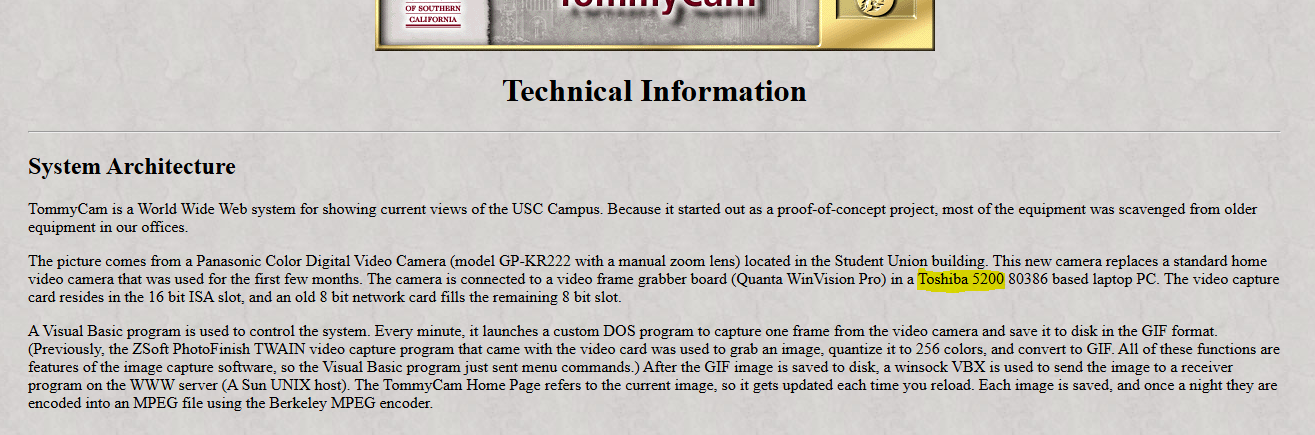 OF SOUTHERN
CALIFORNIA
TommyCam
Technical Information
System Architecture
TommyCam is a World Wide Web system for showing current views of the USC Campus. Because it started out as a proof-of-concept project, most of the equipment was scavenged from older
equipment in our offices.
The picture comes from a Panasonic Color Digital Video Camera (model GP-KR222 with a manual zoom lens) located in the Student Union building. This new camera replaces a standard home
video camera that was used for the first few months. The camera is connected to a video frame grabber board (Quanta WinVision Pro) in a Toshiba 5200 80386 based laptop PC. The video capture
card resides in the 16 bit ISA slot, and an old 8 bit network card fills the remaining 8 bit slot.
A Visual Basic program is used to control the system. Every minute, it launches a custom DOS program to capture one frame from the video camera and save it to disk in the GIF format.
(Previously, the ZSoft PhotoFinish TWAIN video capture program that came with the video card was used to grab an image, quantize it to 256 colors, and convert to GIF. All of these functions are
features of the image capture software, so the Visual Basic program just sent menu commands.) After the GIF image is saved to disk, a winsock VBX is used to send the image to a receiver
program on the WWW server (A Sun UNIX host). The TommyCam Home Page refers to the current image, so it gets updated each time you reload. Each image is saved, and once a night they are
encoded into an MPEG file using the Berkeley MPEG encoder.